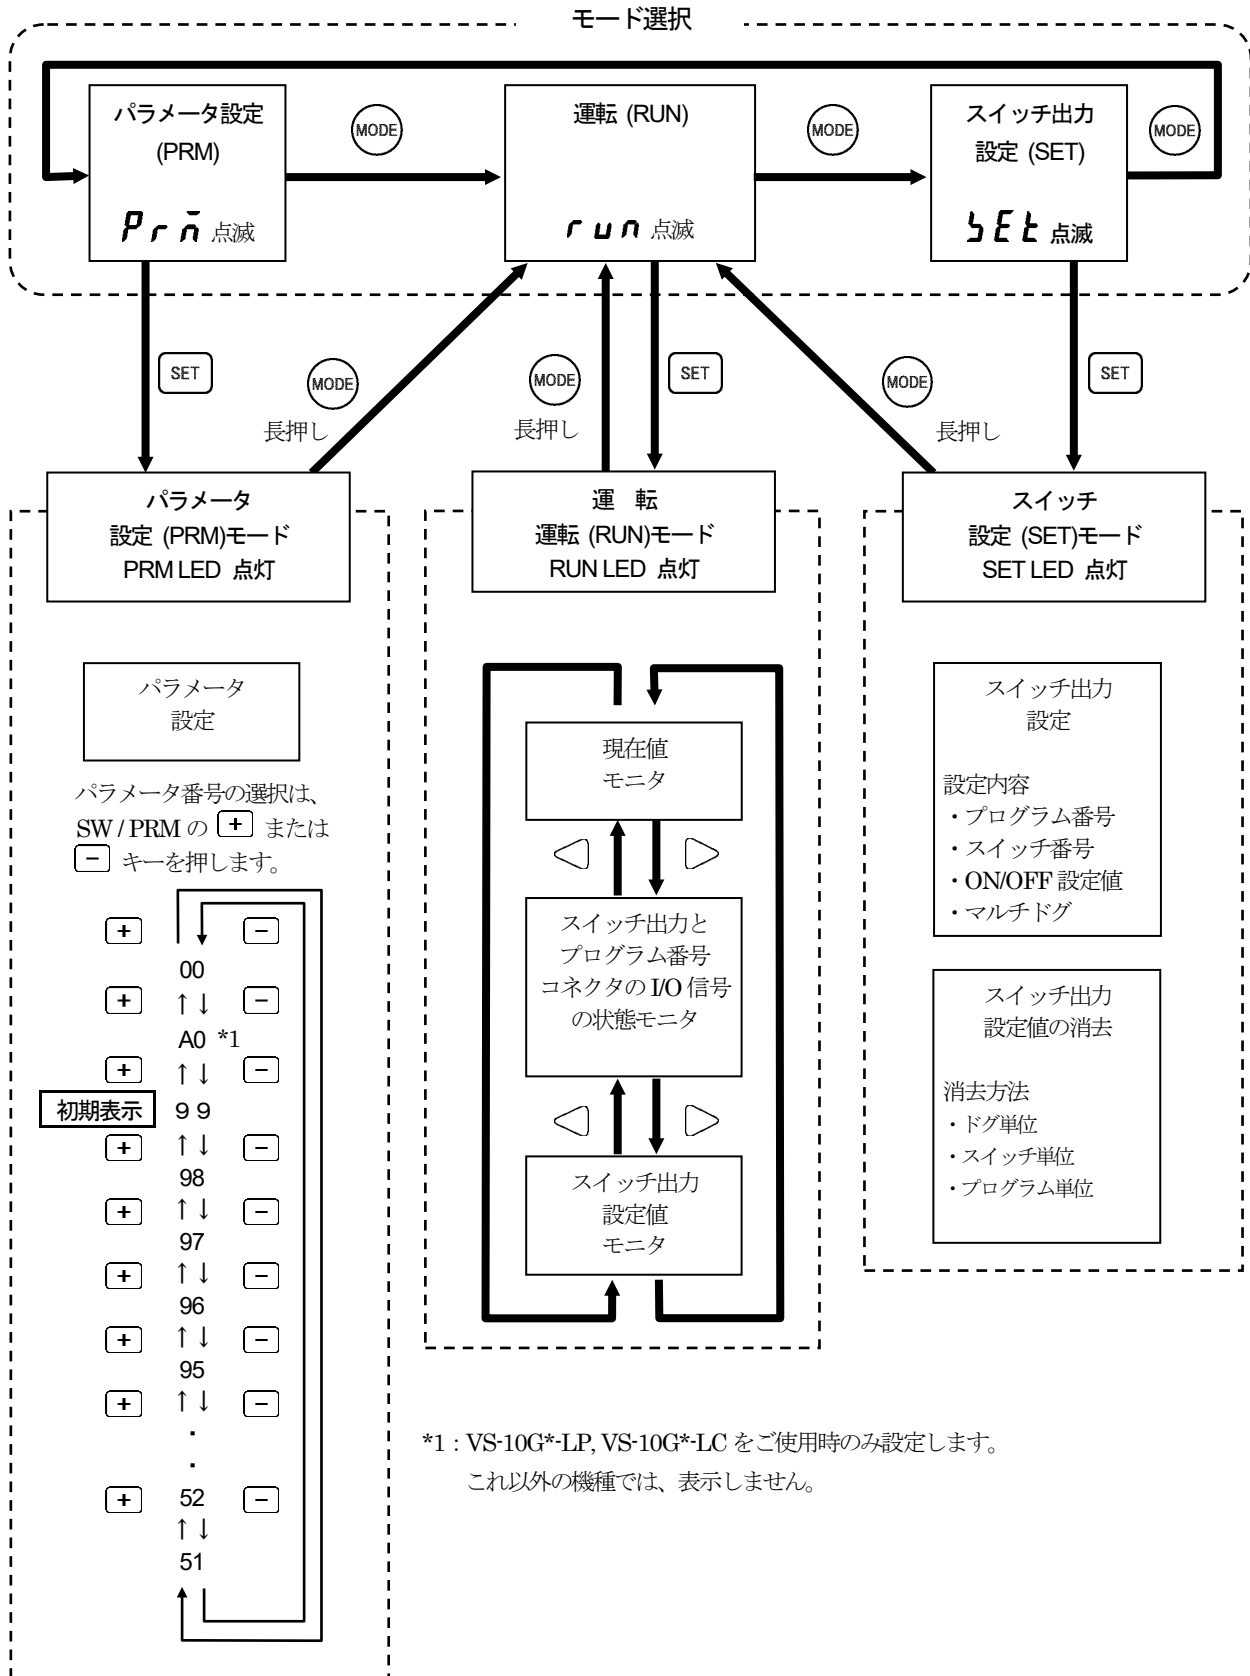 モード選択
パラメータ設定
(PRM)
Prm 点滅
MODE
運転 (RUN)
run 点滅
MODE
スイッチ出力
設定 (SET)
SEt 点滅
MODE
SET
MODE
長押し
MODE
長押し
SET
MODE
長押し
SET
パラメータ
設定 (PRM)モード
PRM LED 点灯
運 転
運転 (RUN)モード
RUN LED 点灯
スイッチ
設定 (SET)モード
SET LED 点灯
パラメータ
設定
パラメータ番号の選択は、
SW / PRM の + または
- キーを押します。
+ -
00
+ ↑↓ -
A0 *1
+ ↑↓ -
初期表示 9 9
+ ↑↓ -
98
+ ↑↓ -
97
+ ↑↓ -
96
+ ↑↓ -
95
+ ↑↓ -
・
・
+ 52 -
↑↓
51
現在値
モニタ
スイッチ出力と
プログラム番号
コネクタの I/O 信号
の状態モニタ
スイッチ出力
設定値
モニタ
スイッチ出力
設定
設定内容
・プログラム番号
・スイッチ番号
・ON/OFF 設定値
・マルチドグ
スイッチ出力
設定値の消去
消去方法
・ドグ単位
・スイッチ単位
・プログラム単位
*1 : VS-10G*-LP, VS-10G*-LC をご使用時のみ設定します。
これ以外の機種では、表示しません。